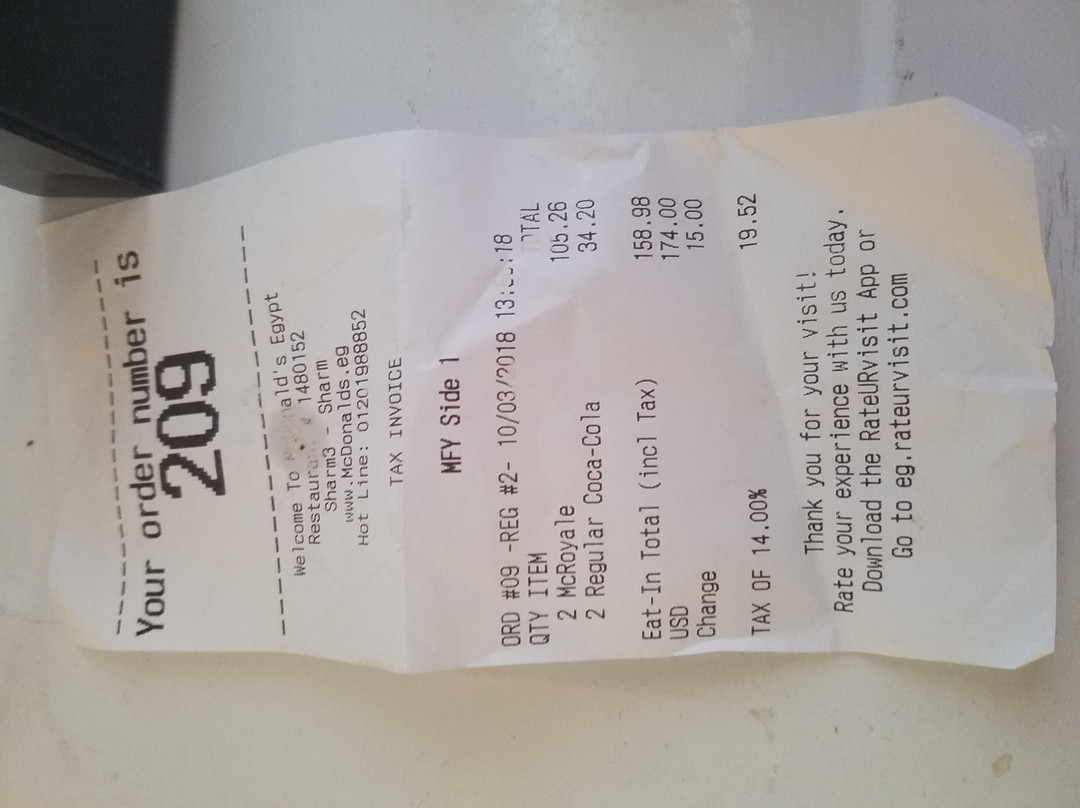 Your order number is
209
Welcome To
1480152
Sharm3 - Sharm
www.McDonalds.eg
Hot Line: 01201988852
TAX INVOICE
MFY Side 1
ORD #09 -REG #2- 10/03/2018
QTY ITEM
2 McRoyale 105.26
2 Regular Coca-Cola 34.20
Eat-In Total (incl Tax) 158.98
USD 174.00
Change 15.00
TAX OF 14.00% 19.52
Thank you for your visit!
Rate your experience with us today.
Download the RateURvisit App or
Go to eg.rateurvisit.com